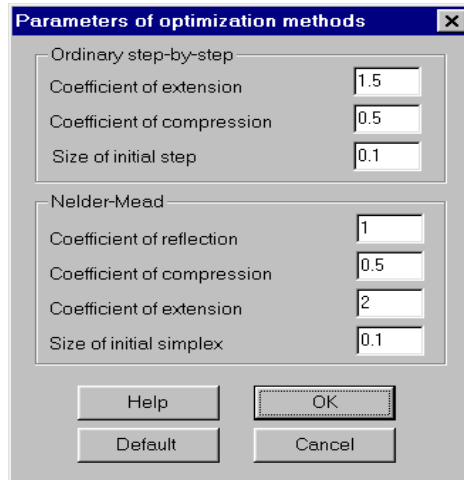 Parameters of optimization methods
Ordinary step-by-step
Coefficient of extension 1.5
Coefficient of compression 0.5
Size of initial step 0.1
Nelder-Mead
Coefficient of reflection 1
Coefficient of compression 0.5
Coefficient of extension 2
Size of initial simplex 0.1
Help OK
Default Cancel